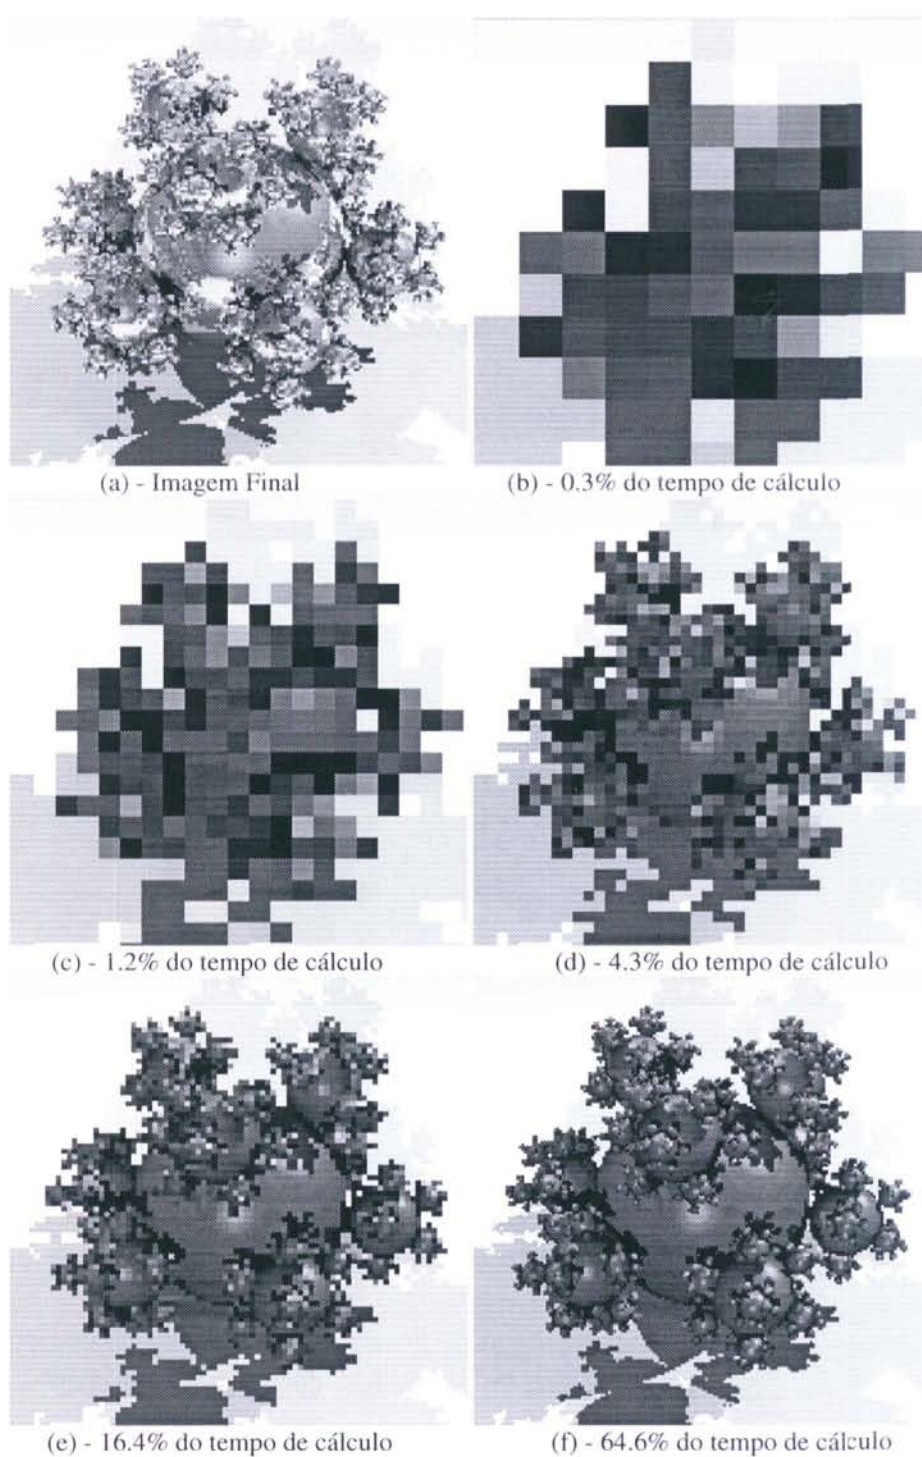 (a) - Imagem Final
(b) - 0.3% do tempo de cálculo
(c) - 1.2% do tempo de cálculo
(d) - 4.3% do tempo de cálculo
(e) - 16.4% do tempo de cálculo
(f) - 64.6% do tempo de cálculo